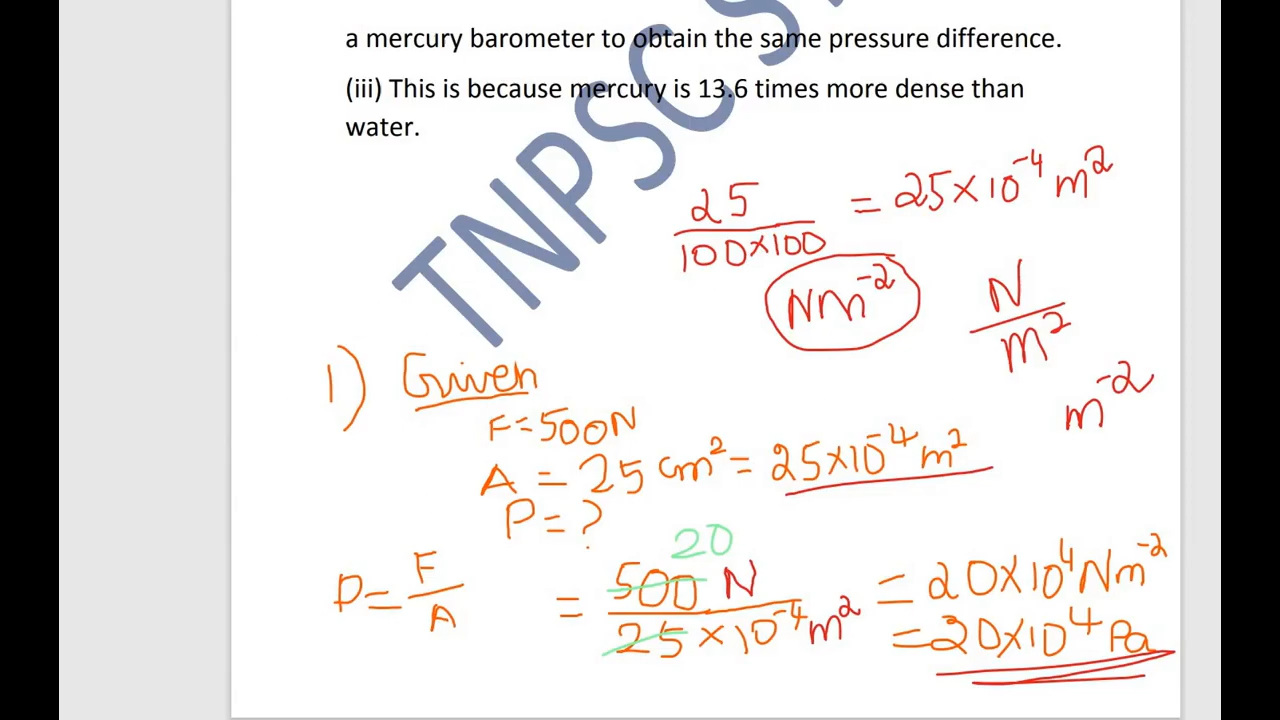 a mercury barometer to obtain the same pressure difference.
(iii) This is because mercury is 13.6 times more dense than
water.
TNPSC ST
25 / 100×100 = 25×10⁻⁴ m²
Nm⁻²
N / m²
m⁻²
1) Given
F=500N
A = 25 cm² = 25×10⁻⁴ m²
P = ?
20
P = F / A = 500 N / 25 × 10⁻⁴ m² = 20×10⁴ Nm⁻²
= 20×10⁴ Pa